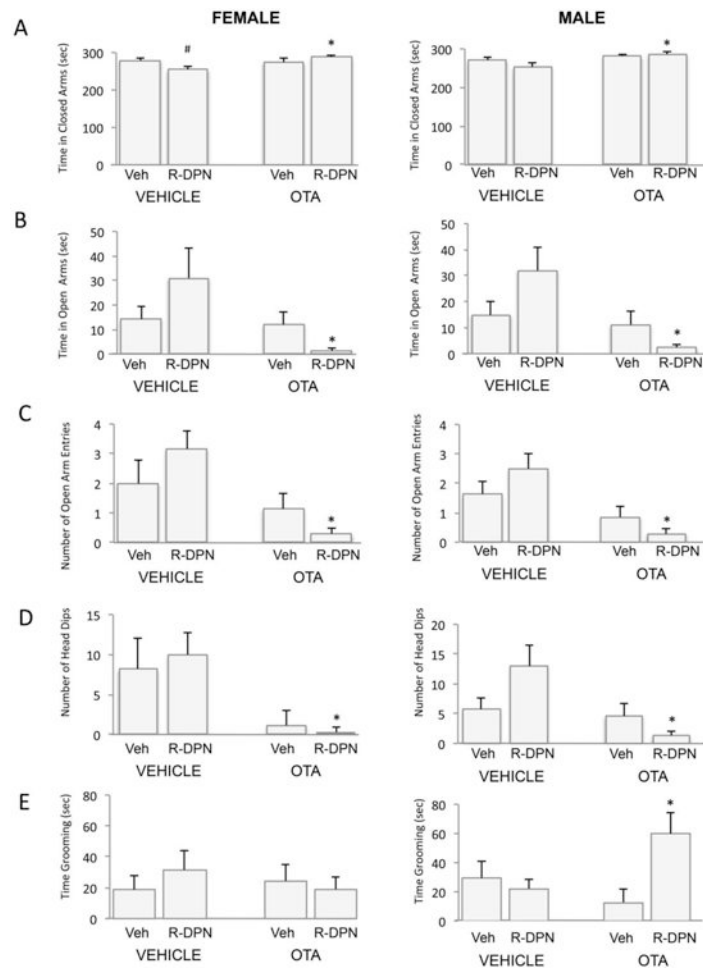 FEMALE MALE
A
Time in Closed Arms (sec)
300
200
100
0
#
*
Veh R-DPN Veh R-DPN
VEHICLE OTA
Time in Closed Arms (sec)
300
200
100
0
*
Veh R-DPN Veh R-DPN
VEHICLE OTA
B
Time in Open Arms (sec)
50
40
30
20
10
0
*
Veh R-DPN Veh R-DPN
VEHICLE OTA
Time in Open Arms (sec)
50
40
30
20
10
0
*
Veh R-DPN Veh R-DPN
VEHICLE OTA
C
Number of Open Arm Entries
4
3
2
1
0
*
Veh R-DPN Veh R-DPN
VEHICLE OTA
Number of Open Arm Entries
4
3
2
1
0
*
Veh R-DPN Veh R-DPN
VEHICLE OTA
D
Number of Head Dips
15
10
5
0
*
Veh R-DPN Veh R-DPN
VEHICLE OTA
Number of Head Dips
20
15
10
5
0
*
Veh R-DPN Veh R-DPN
VEHICLE OTA
E
Time Grooming (sec)
80
60
40
20
0
Veh R-DPN Veh R-DPN
VEHICLE OTA
Time Grooming (sec)
80
60
40
20
0
*
Veh R-DPN Veh R-DPN
VEHICLE OTA